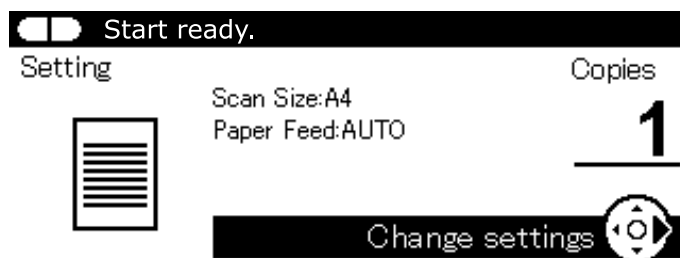 Start ready.
Setting
Copies
Scan Size:A4
Paper Feed:AUTO
1
Change settings